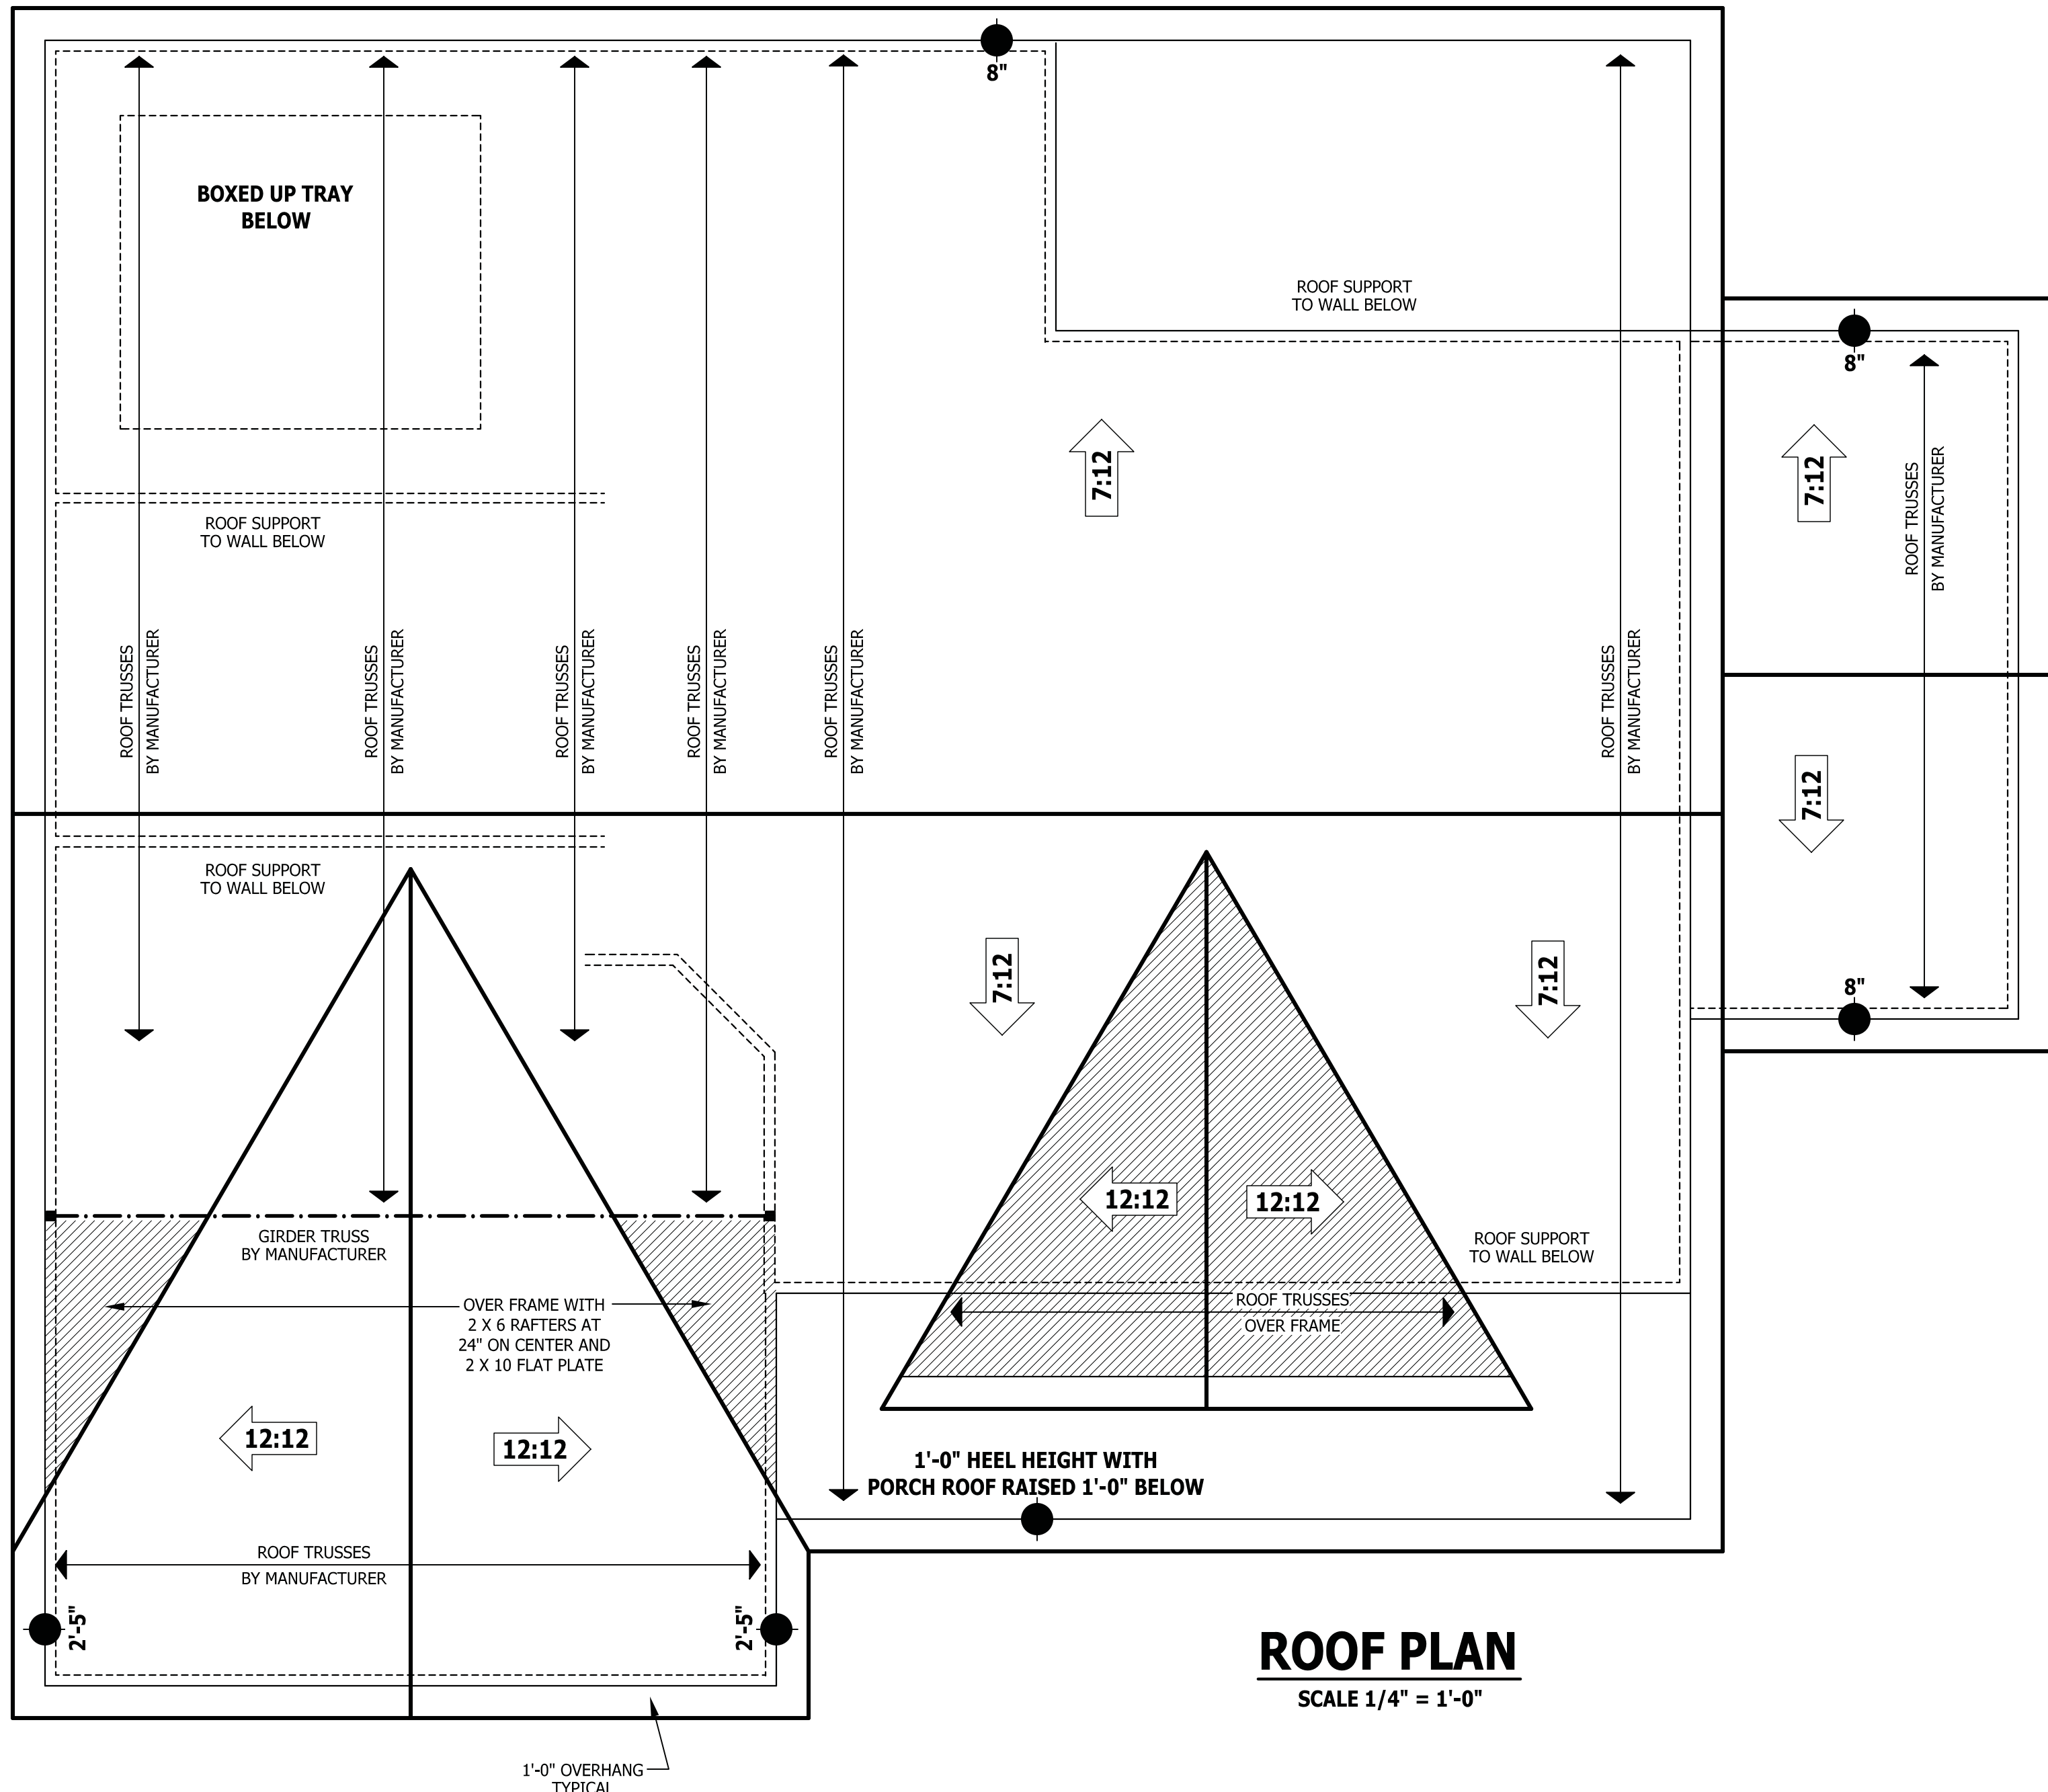 8"
BOXED UP TRAY
BELOW
ROOF SUPPORT
TO WALL BELOW
8"
7:12
7:12
ROOF TRUSSES
BY MANUFACTURER
ROOF SUPPORT
TO WALL BELOW
ROOF TRUSSES
BY MANUFACTURER
ROOF TRUSSES
BY MANUFACTURER
ROOF TRUSSES
BY MANUFACTURER
ROOF TRUSSES
BY MANUFACTURER
ROOF TRUSSES
BY MANUFACTURER
ROOF TRUSSES
BY MANUFACTURER
7:12
ROOF SUPPORT
TO WALL BELOW
7:12
7:12
8"
12:12
12:12
GIRDER TRUSS
BY MANUFACTURER
ROOF SUPPORT
TO WALL BELOW
OVER FRAME WITH
2 X 6 RAFTERS AT
24" ON CENTER AND
2 X 10 FLAT PLATE
ROOF TRUSSES
OVER FRAME
12:12
12:12
1'-0" HEEL HEIGHT WITH
PORCH ROOF RAISED 1'-0" BELOW
ROOF TRUSSES
BY MANUFACTURER
2'-5"
2'-5"
ROOF PLAN
SCALE 1/4" = 1'-0"
1'-0" OVERHANG
TYPICAL